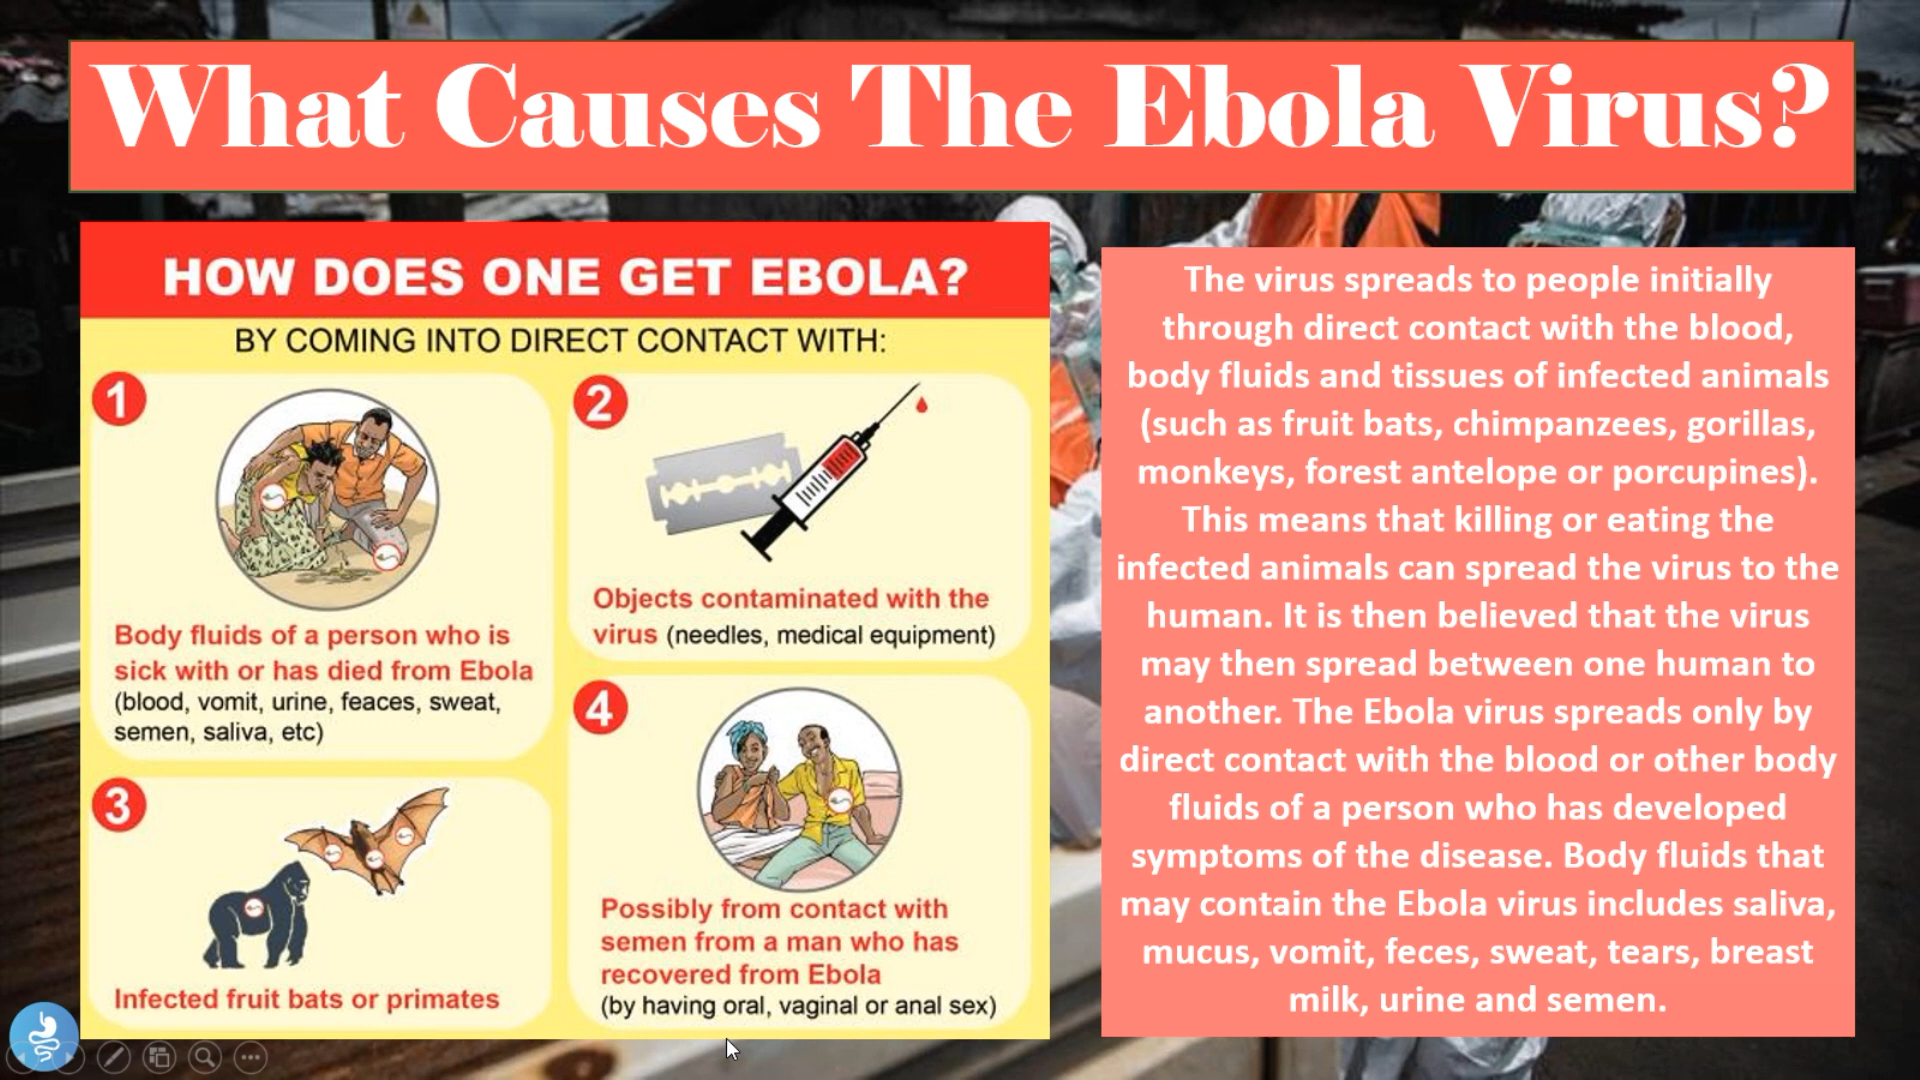 What Causes The Ebola Virus?
HOW DOES ONE GET EBOLA?
BY COMING INTO DIRECT CONTACT WITH:
1
Body fluids of a person who is
sick with or has died from Ebola
(blood, vomit, urine, feaces, sweat,
semen, saliva, etc)
2
Objects contaminated with the
virus (needles, medical equipment)
3
Infected fruit bats or primates
4
Possibly from contact with
semen from a man who has
recovered from Ebola
(by having oral, vaginal or anal sex)
The virus spreads to people initially
through direct contact with the blood,
body fluids and tissues of infected animals
(such as fruit bats, chimpanzees, gorillas,
monkeys, forest antelope or porcupines).
This means that killing or eating the
infected animals can spread the virus to the
human. It is then believed that the virus
may then spread between one human to
another. The Ebola virus spreads only by
direct contact with the blood or other body
fluids of a person who has developed
symptoms of the disease. Body fluids that
may contain the Ebola virus includes saliva,
mucus, vomit, feces, sweat, tears, breast
milk, urine and semen.